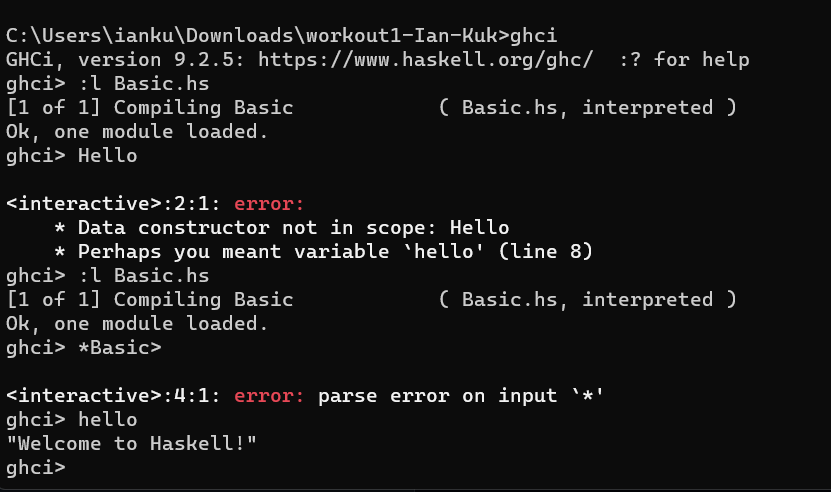 C:\Users\ianku\Downloads\workout1-Ian-Kuk>ghci
GHCi, version 9.2.5: https://www.haskell.org/ghc/  :? for help
ghci> :l Basic.hs
[1 of 1] Compiling Basic            ( Basic.hs, interpreted )
Ok, one module loaded.
ghci> Hello

<interactive>:2:1: error:
    * Data constructor not in scope: Hello
    * Perhaps you meant variable `hello' (line 8)
ghci> :l Basic.hs
[1 of 1] Compiling Basic            ( Basic.hs, interpreted )
Ok, one module loaded.
ghci> *Basic>

<interactive>:4:1: error: parse error on input `*'
ghci> hello
"Welcome to Haskell!"
ghci>